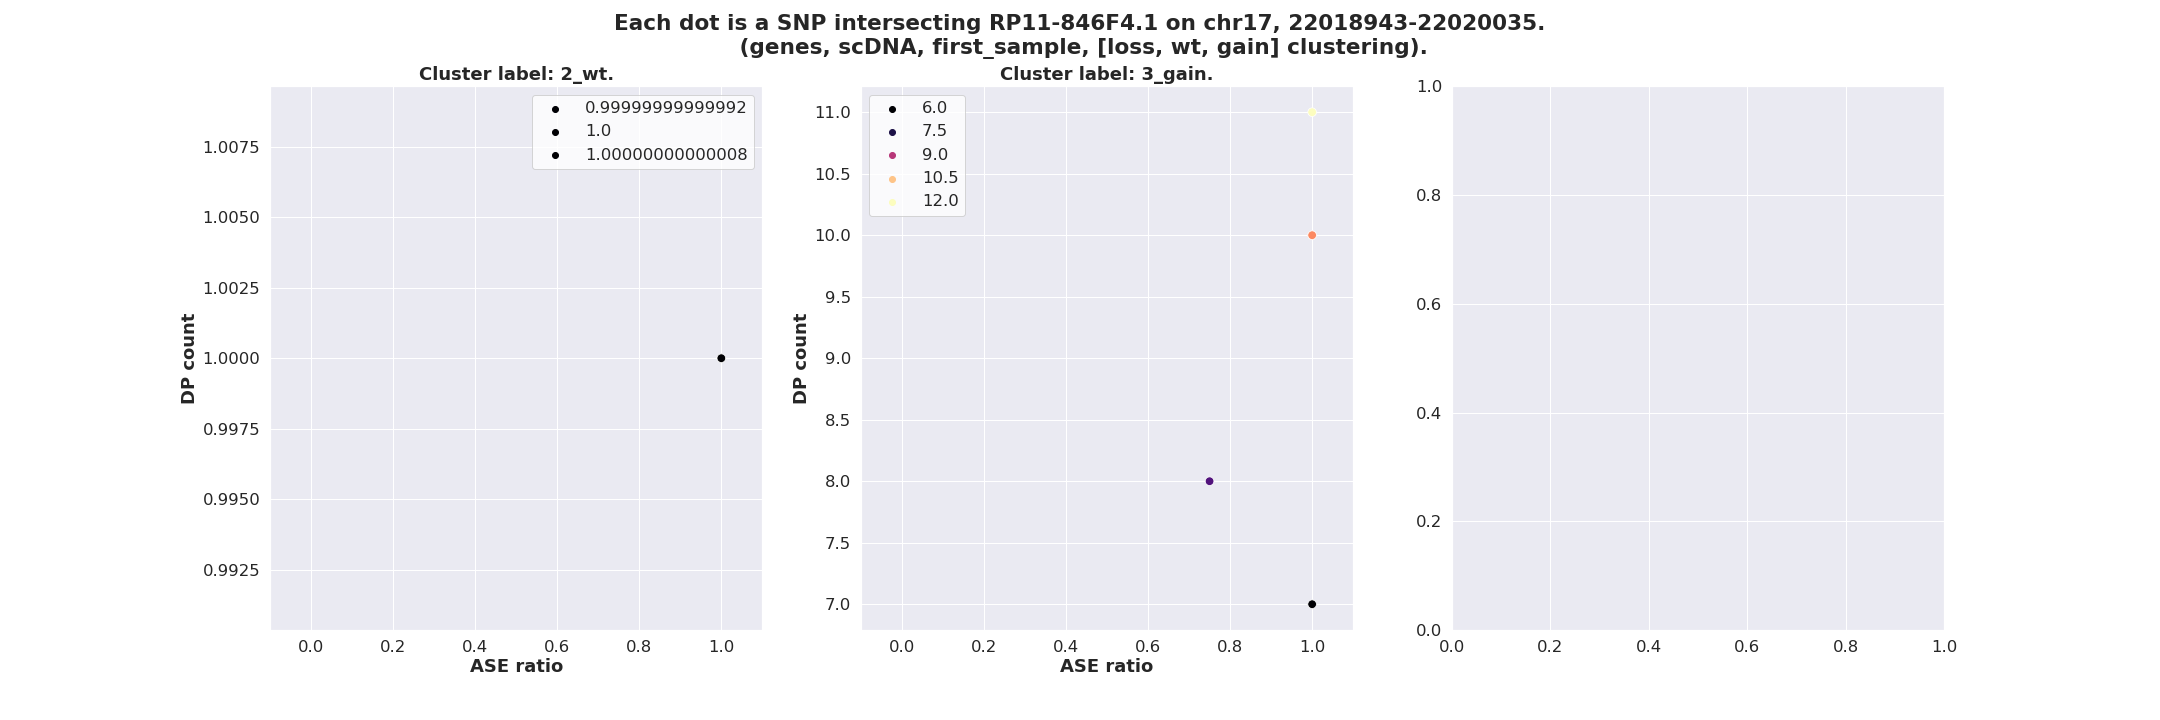 Each dot is a SNP intersecting RP11-846F4.1 on chr17, 22018943-22020035.
(genes, scDNA, first_sample, [loss, wt, gain] clustering).
Cluster label: 2_wt.
0.99999999999992
1.0
1.00000000000008
1.0075
1.0050
1.0025
1.0000
0.9975
0.9950
0.9925
DP count
0.0 0.2 0.4 0.6 0.8 1.0
ASE ratio
Cluster label: 3_gain.
6.0
7.5
9.0
10.5
12.0
11.0
10.5
10.0
9.5
9.0
8.5
8.0
7.5
7.0
DP count
0.0 0.2 0.4 0.6 0.8 1.0
ASE ratio
1.0
0.8
0.6
0.4
0.2
0.0
0.0 0.2 0.4 0.6 0.8 1.0